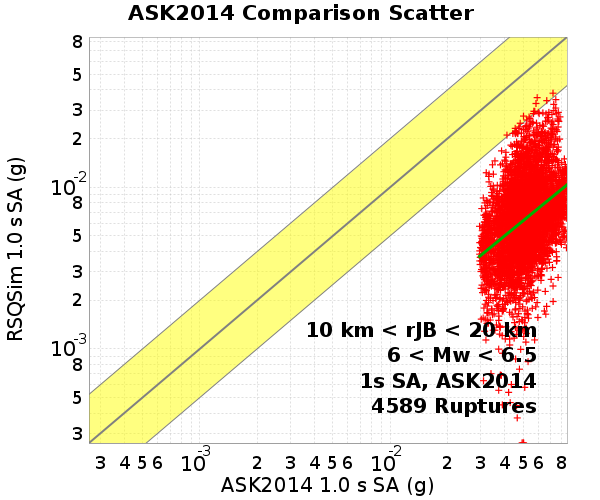 ASK2014 Comparison Scatter
RSQSim 1.0 s SA (g)
8
5
3
2
10-2
8
5
3
2
10-3
8
5
3
10 km < rJB < 20 km
6 < Mw < 6.5
1s SA, ASK2014
4589 Ruptures
3 4 5 6 10-3 2 3 4 5 6 10-2 2 3 4 5 6 8
ASK2014 1.0 s SA (g)